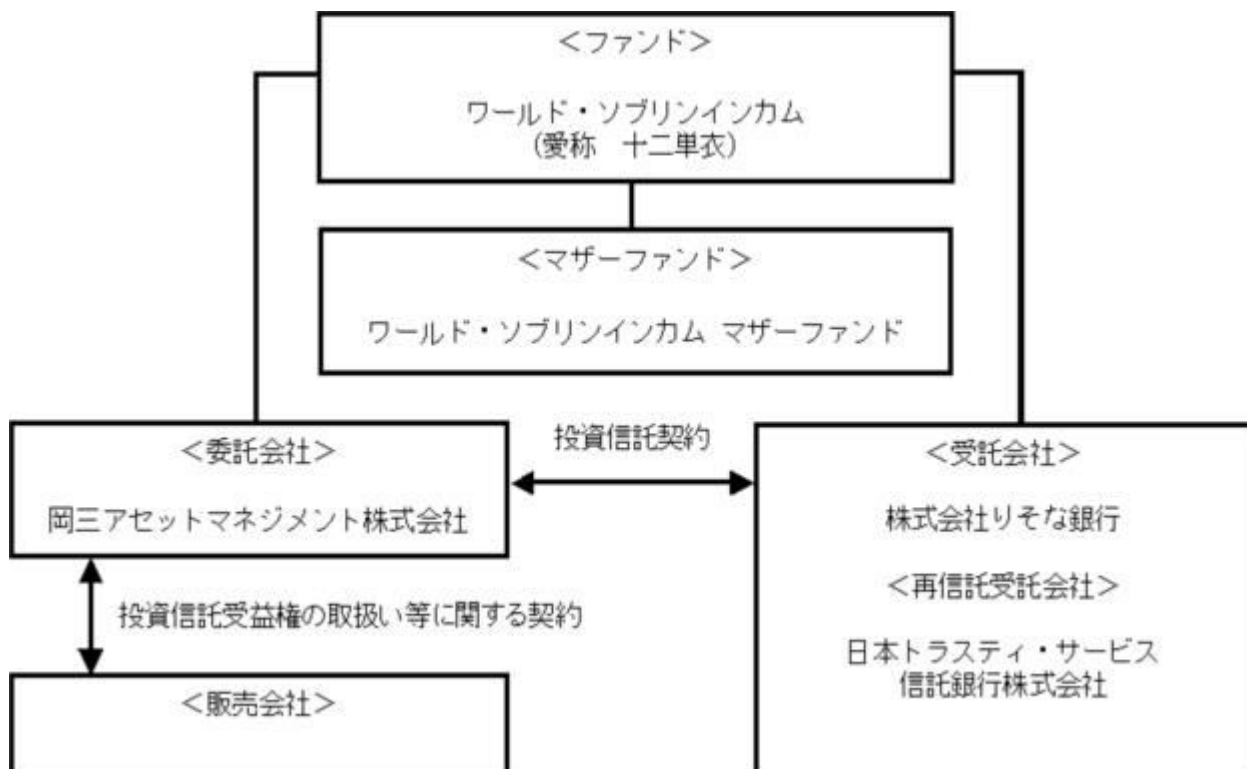 ＜ファンド＞
ワールド・ソブリンインカム
（愛称　十二単衣）
＜マザーファンド＞
ワールド・ソブリンインカム マザーファンド
＜委託会社＞
岡三アセットマネジメント株式会社
投資信託契約
＜受託会社＞
株式会社りそな銀行
＜再信託受託会社＞
日本トラスティ・サービス
信託銀行株式会社
投資信託受益権の取扱い等に関する契約
＜販売会社＞